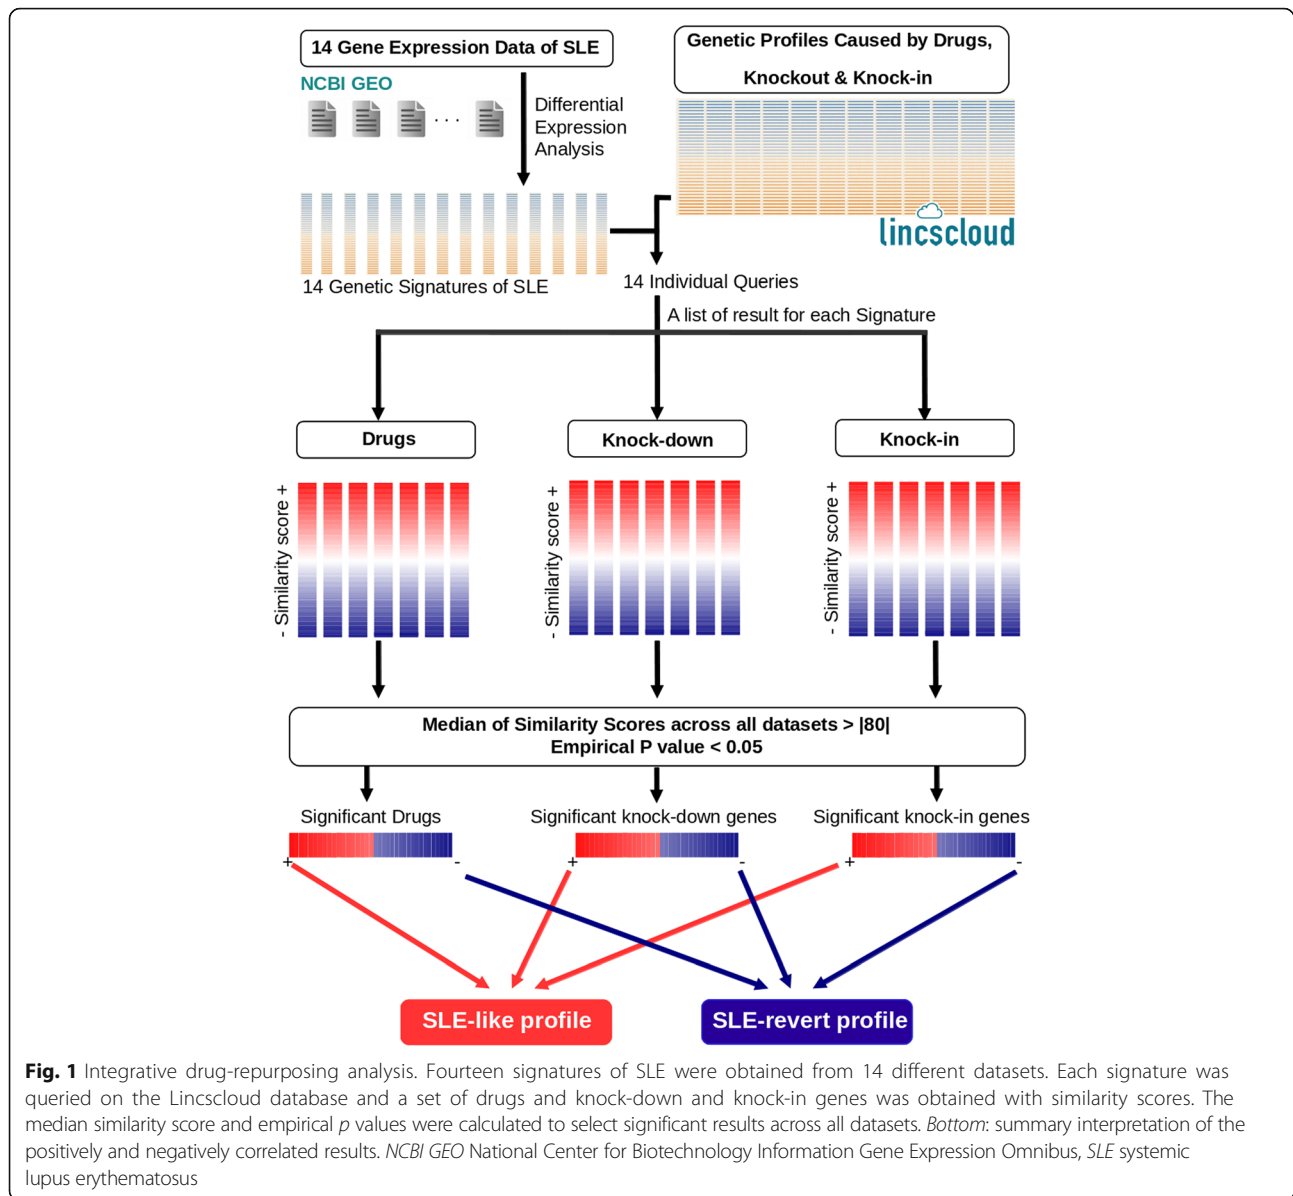 14 Gene Expression Data of SLE
Genetic Profiles Caused by Drugs,
Knockout & Knock-in
NCBI GEO
. . .
Differential
Expression
Analysis
lincscloud
14 Genetic Signatures of SLE
14 Individual Queries
A list of result for each Signature
Drugs
Knock-down
Knock-in
- Similarity score +
- Similarity score +
- Similarity score +
Median of Similarity Scores across all datasets > |80|
Empirical P value < 0.05
Significant Drugs
Significant knock-down genes
Significant knock-in genes
+ -
+ -
+ -
SLE-like profile
SLE-revert profile
Fig. 1 Integrative drug-repurposing analysis. Fourteen signatures of SLE were obtained from 14 different datasets. Each signature was
queried on the Lincscloud database and a set of drugs and knock-down and knock-in genes was obtained with similarity scores. The
median similarity score and empirical p values were calculated to select significant results across all datasets. Bottom: summary interpretation of the
positively and negatively correlated results. NCBI GEO National Center for Biotechnology Information Gene Expression Omnibus, SLE systemic
lupus erythematosus